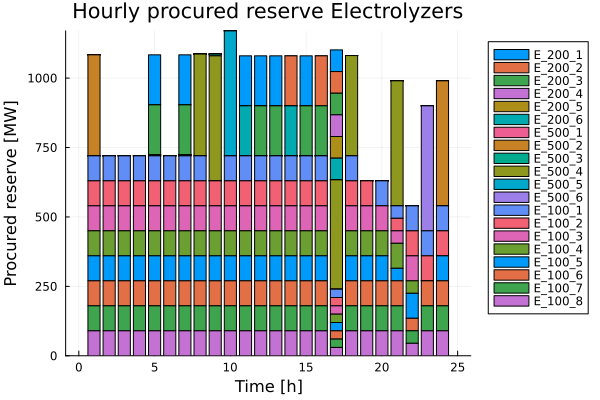 Hourly procured reserve Electrolyzers
Procured reserve [MW]
1000
750
500
250
0
0
5
10
15
20
25
Time [h]
E_200_1
E_200_2
E_200_3
E_200_4
E_200_5
E_200_6
E_500_1
E_500_2
E_500_3
E_500_4
E_500_5
E_500_6
E_100_1
E_100_2
E_100_3
E_100_4
E_100_5
E_100_6
E_100_7
E_100_8